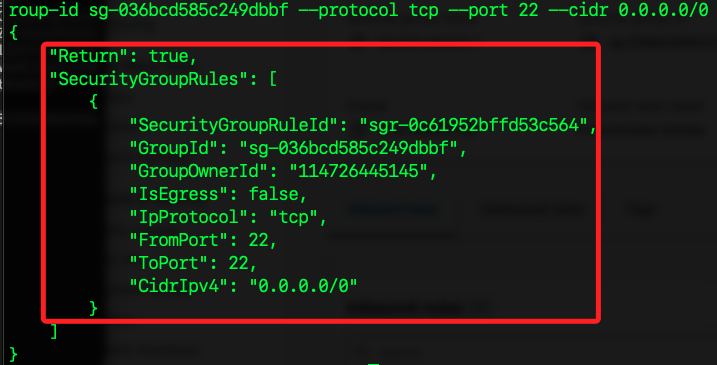 roup-id sg-036bcd585c249dbbf --protocol tcp --port 22 --cidr 0.0.0.0/0
{
    "Return": true,
    "SecurityGroupRules": [
        {
            "SecurityGroupRuleId": "sgr-0c61952bffd53c564",
            "GroupId": "sg-036bcd585c249dbbf",
            "GroupOwnerId": "114726445145",
            "IsEgress": false,
            "IpProtocol": "tcp",
            "FromPort": 22,
            "ToPort": 22,
            "CidrIpv4": "0.0.0.0/0"
        }
    ]
}